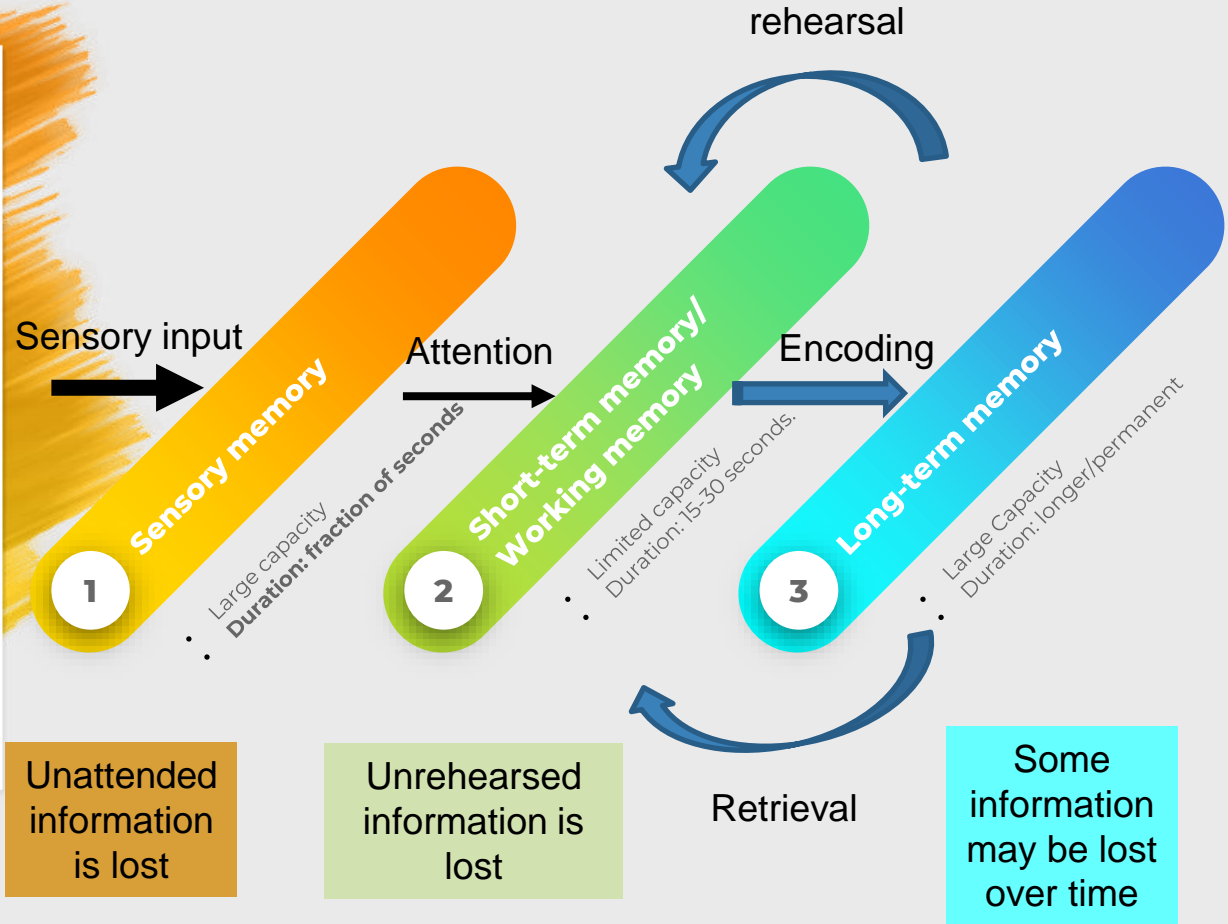 rehearsal
Sensory input
Attention
Encoding
Sensory memory
• Large capacity
• Duration: fraction of seconds
1
Short-term memory/
Working memory
• Limited capacity
• Duration: 15-30 seconds.
2
Long-term memory
• Large Capacity
• Duration: longer/permanent
3
Unattended
information
is lost
Unrehearsed
information is
lost
Retrieval
Some
information
may be lost
over time